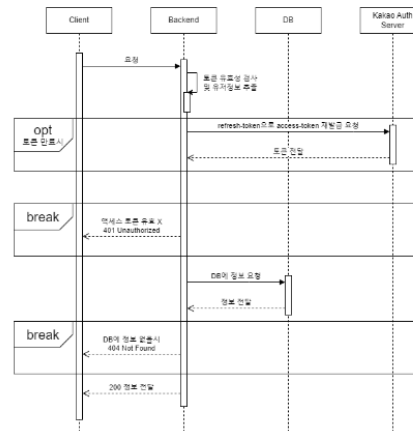 Client
Backend
DB
Kakao Auth
Server
요청
토큰 유효성 검사
및 유저정보 추출
opt
토큰 만료시
refresh-token으로 access-token 재발급 요청
토큰 전달
break
액세스 토큰 유효 X
401 Unauthorized
DB에 정보 요청
정보 전달
break
DB에 정보 없을시
404 Not Found
200 정보 전달